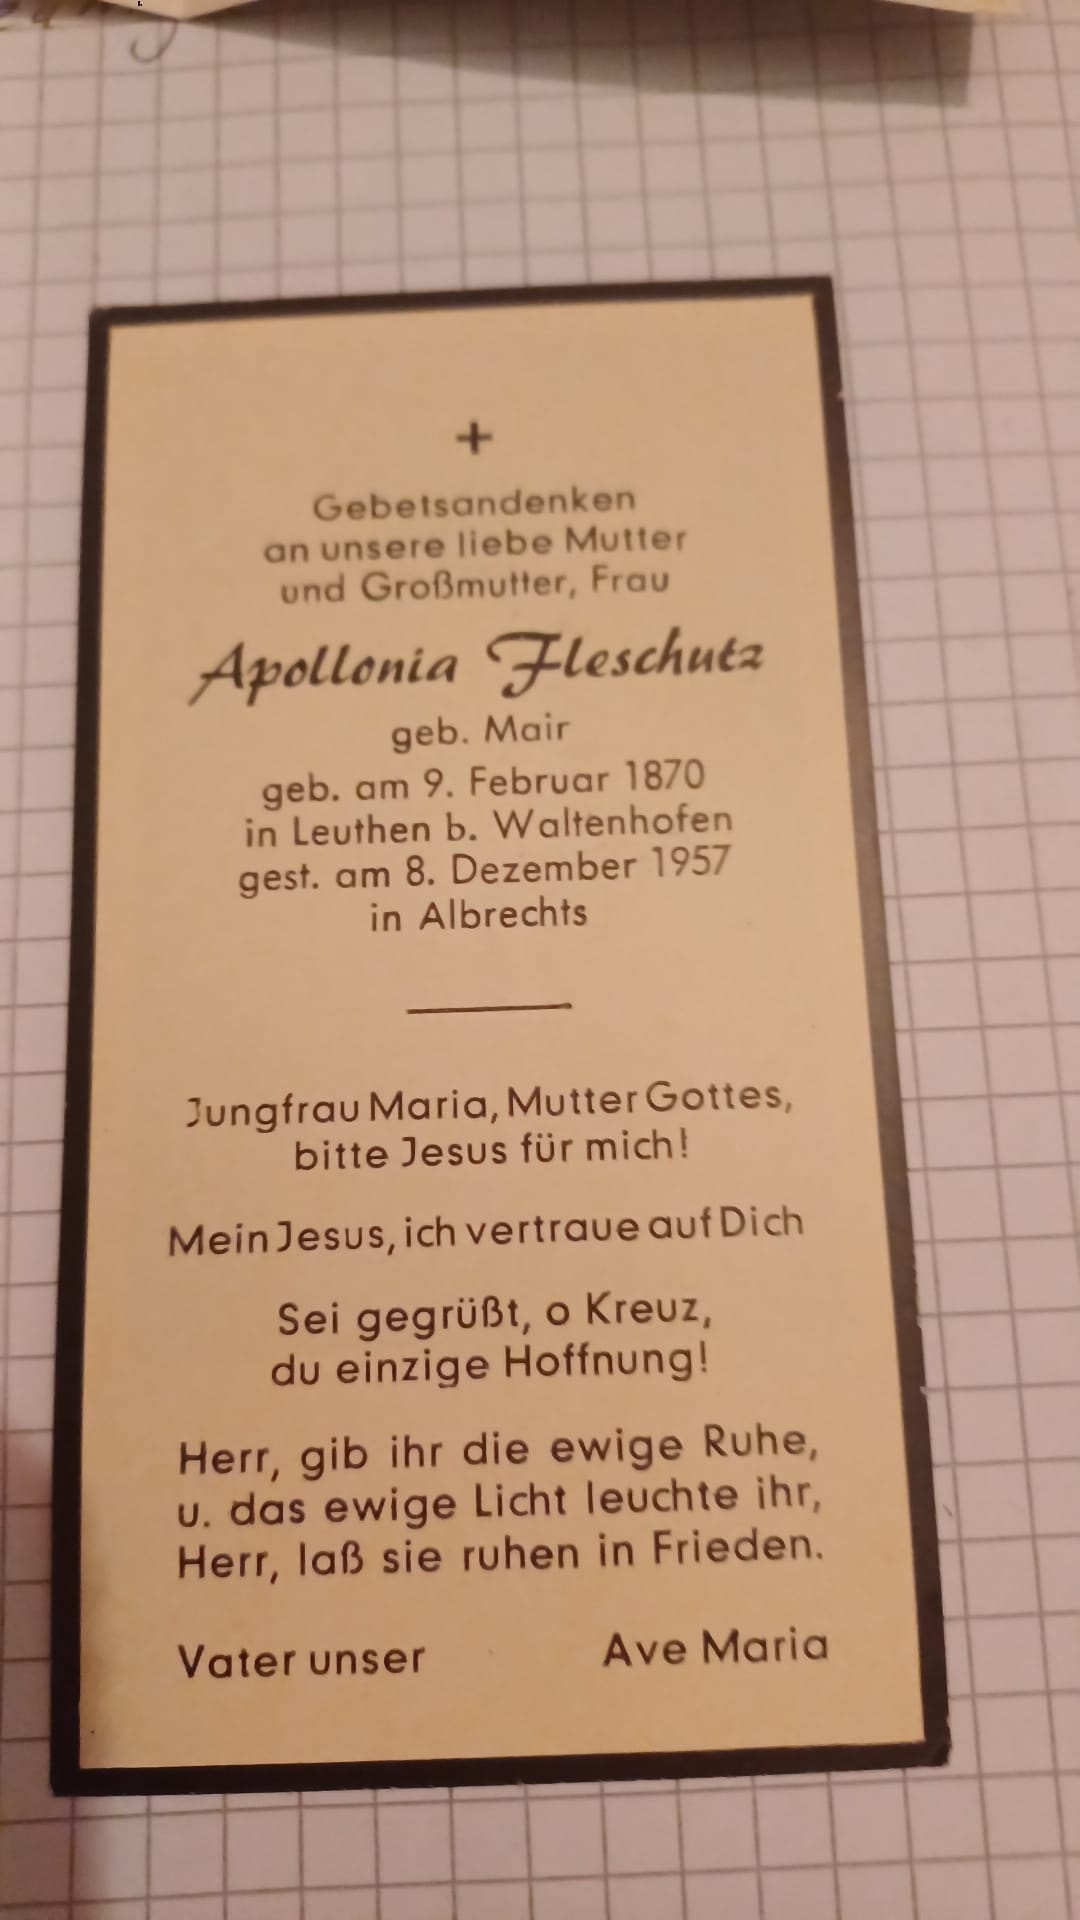 +
Gebetsandenken
an unsere liebe Mutter
und Großmutter, Frau
Apollonia Fleschutz
geb. Mair
geb. am 9. Februar 1870
in Leuthen b. Waltenhofen
gest. am 8. Dezember 1957
in Albrechts
Jungfrau Maria, Mutter Gottes,
bitte Jesus für mich!
Mein Jesus, ich vertraue auf Dich
Sei gegrüßt, o Kreuz,
du einzige Hoffnung!
Herr, gib ihr die ewige Ruhe,
u. das ewige Licht leuchte ihr,
Herr, laß sie ruhen in Frieden.
Vater unser Ave Maria